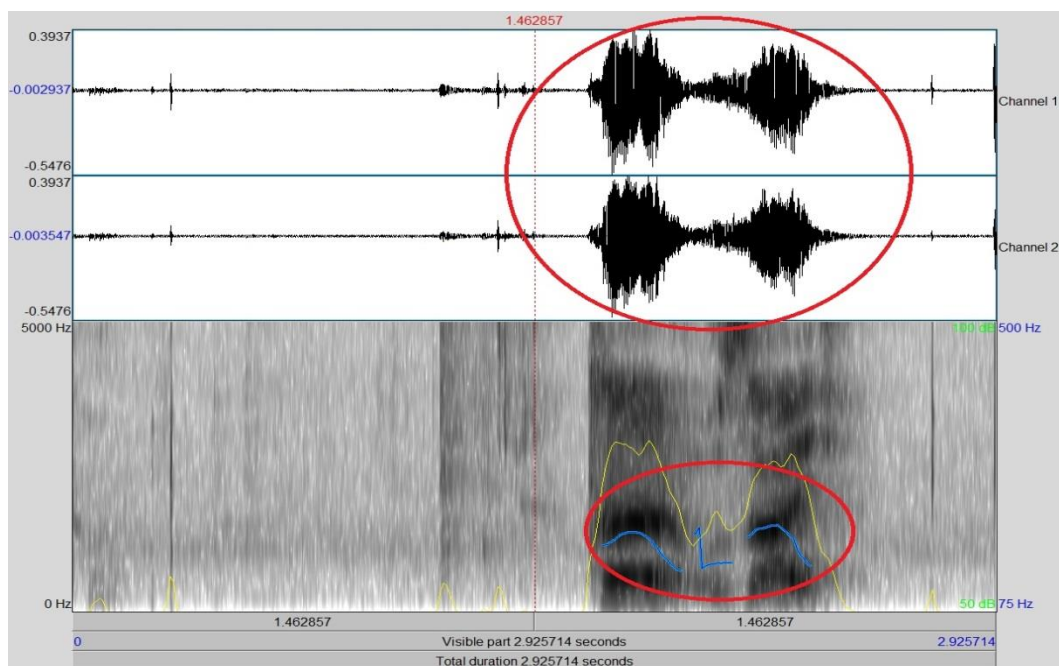 1.462857
0.3937
-0.002937
Channel 1
-0.5476
0.3937
-0.003547
Channel 2
-0.5476
5000 Hz
100 dB 500 Hz
0 Hz
50 dB 75 Hz
1.462857 1.462857
0 Visible part 2.925714 seconds 2.925714
Total duration 2.925714 seconds